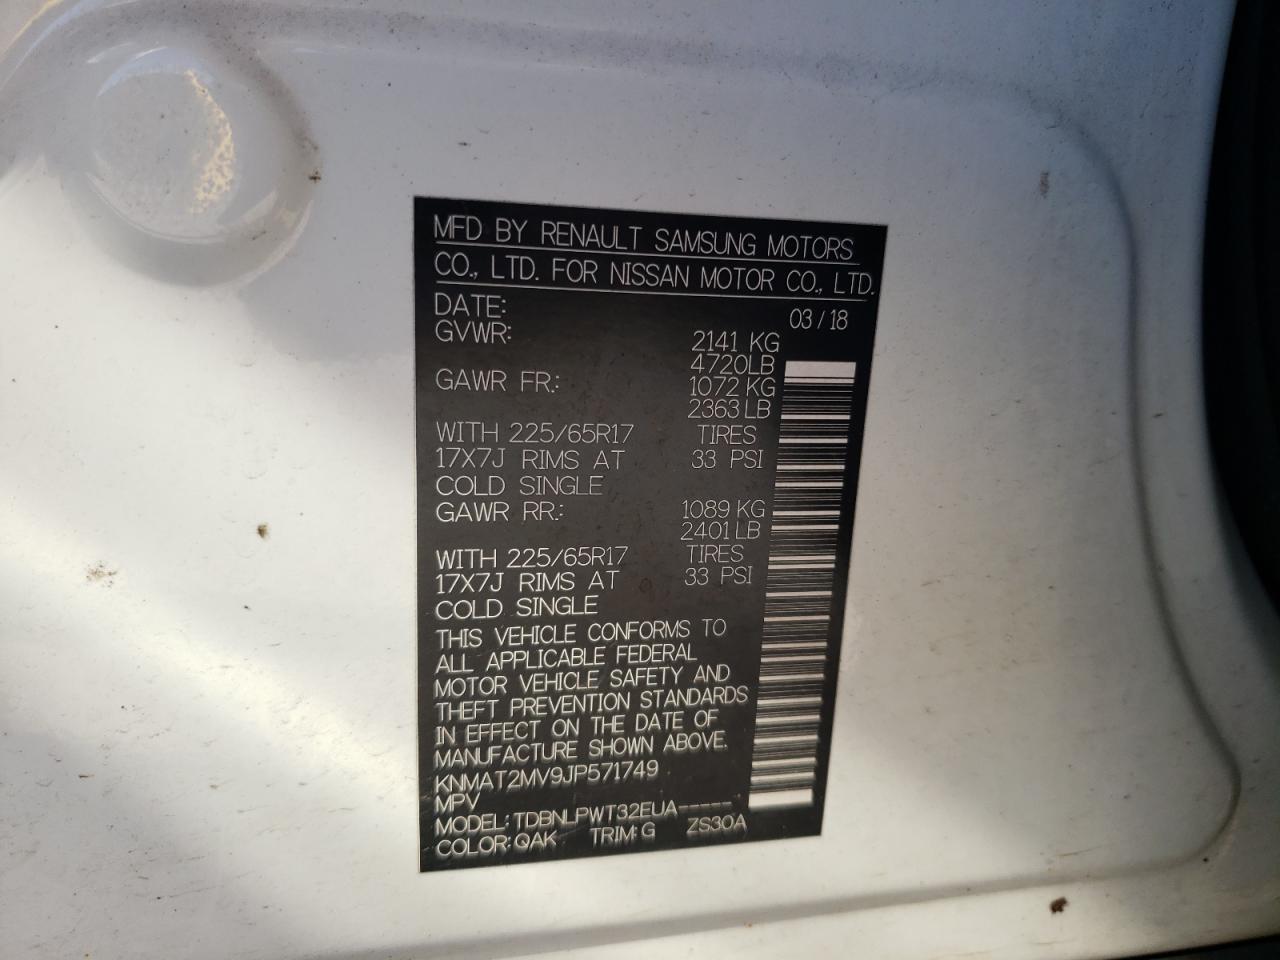 MFD BY RENAULT SAMSUNG MOTORS
CO., LTD. FOR NISSAN MOTOR CO., LTD.
DATE: 03/18
GVWR: 2141 KG
4720LB
GAWR FR.: 1072 KG
2363 LB
WITH 225/65R17 TIRES
17X7J RIMS AT 33 PSI
COLD SINGLE
GAWR RR.: 1089 KG
2401 LB
WITH 225/65R17 TIRES
17X7J RIMS AT 33 PSI
COLD SINGLE
THIS VEHICLE CONFORMS TO
ALL APPLICABLE FEDERAL
MOTOR VEHICLE SAFETY AND
THEFT PREVENTION STANDARDS
IN EFFECT ON THE DATE OF
MANUFACTURE SHOWN ABOVE.
KNMAT2MV9JP571749
MPV
MODEL: TDBNLPWT32EUA-----
COLOR: QAK TRIM: G ZS30A